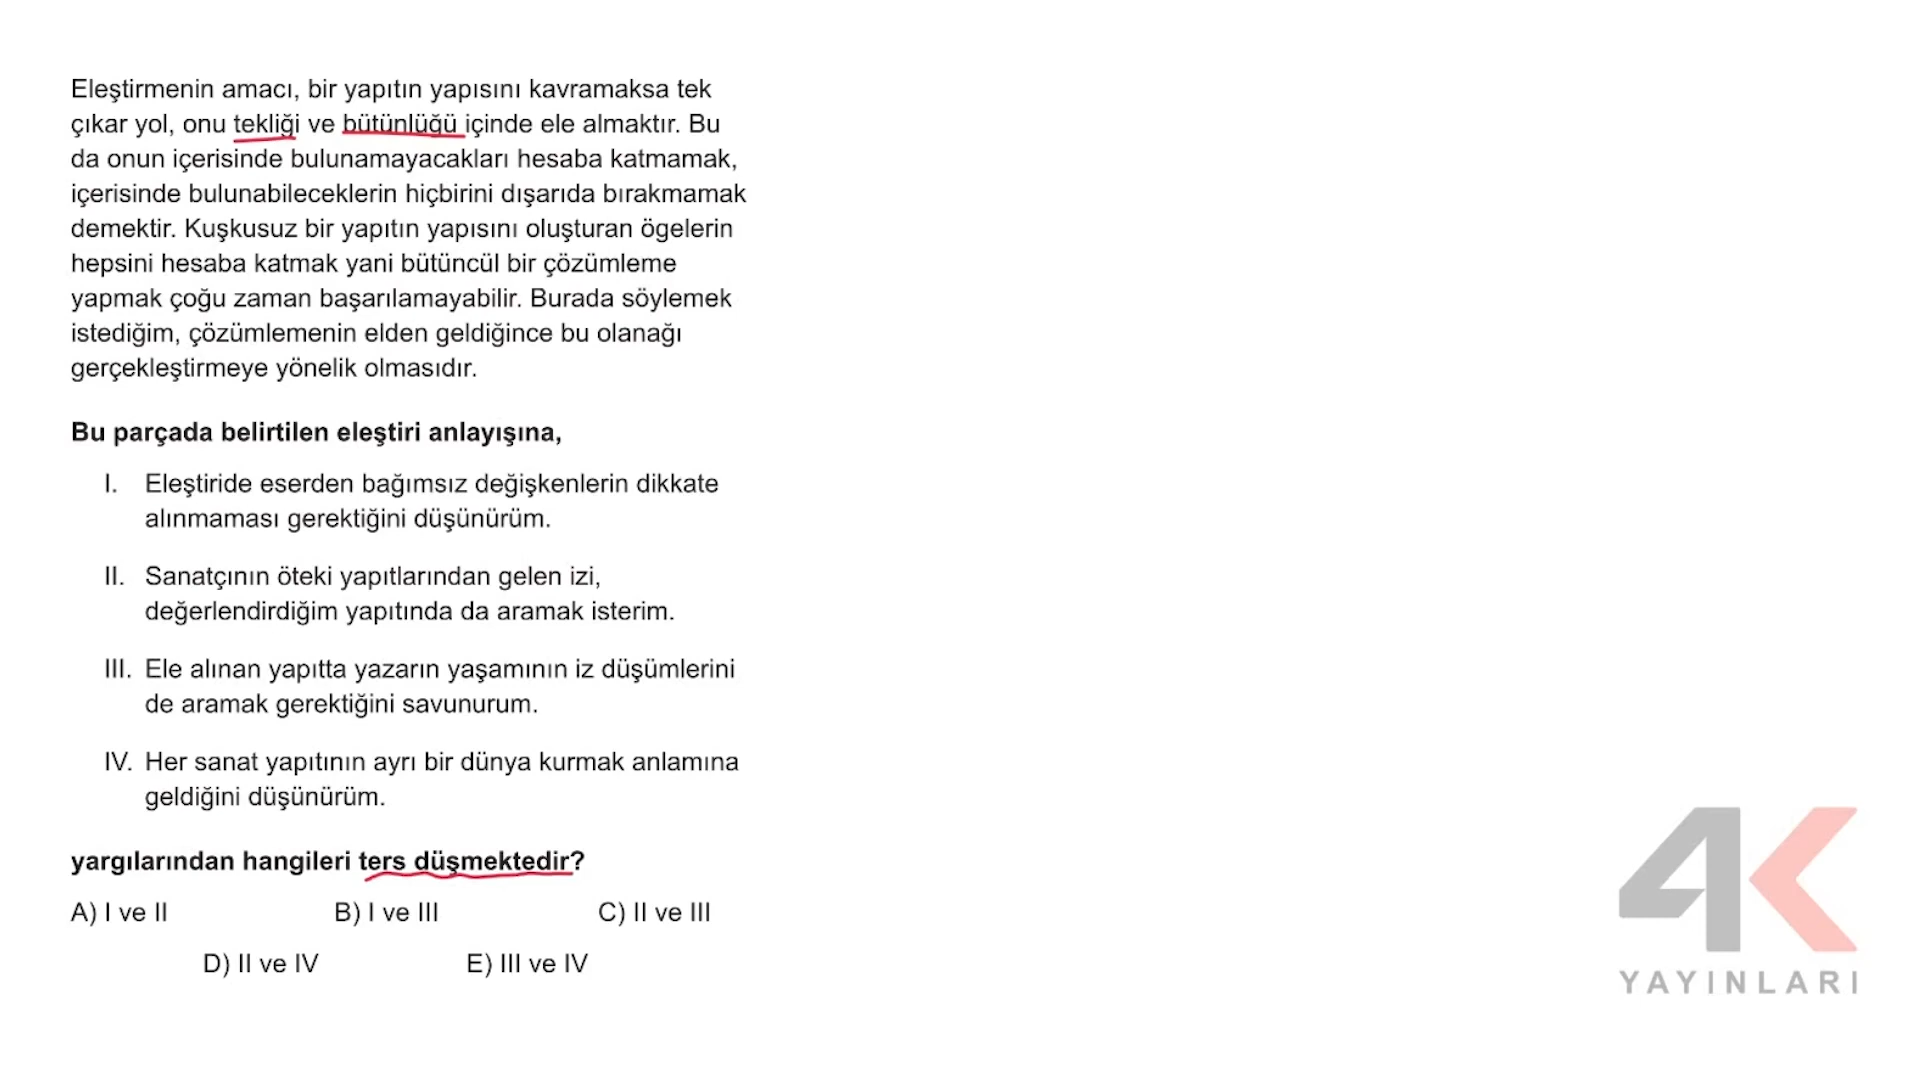 Eleştirmenin amacı, bir yapıtın yapısını kavramaksa tek
çıkar yol, onu tekliği ve bütünlüğü içinde ele almaktır. Bu
da onun içerisinde bulunamayacakları hesaba katmamak,
içerisinde bulunabileceklerin hiçbirini dışarıda bırakmamak
demektir. Kuşkusuz bir yapıtın yapısını oluşturan ögelerin
hepsini hesaba katmak yani bütüncül bir çözümleme
yapmak çoğu zaman başarılamayabilir. Burada söylemek
istediğim, çözümlemenin elden geldiğince bu olanağı
gerçekleştirmeye yönelik olmasıdır.
Bu parçada belirtilen eleştiri anlayışına,
I. Eleştiride eserden bağımsız değişkenlerin dikkate
alınmaması gerektiğini düşünürüm.
II. Sanatçının öteki yapıtlarından gelen izi,
değerlendirdiğim yapıtında da aramak isterim.
III. Ele alınan yapıtta yazarın yaşamının iz düşümlerini
de aramak gerektiğini savunurum.
IV. Her sanat yapıtının ayrı bir dünya kurmak anlamına
geldiğini düşünürüm.
yargılarından hangileri ters düşmektedir?
A) I ve II B) I ve III C) II ve III
D) II ve IV E) III ve IV
4K
YAYINLARI